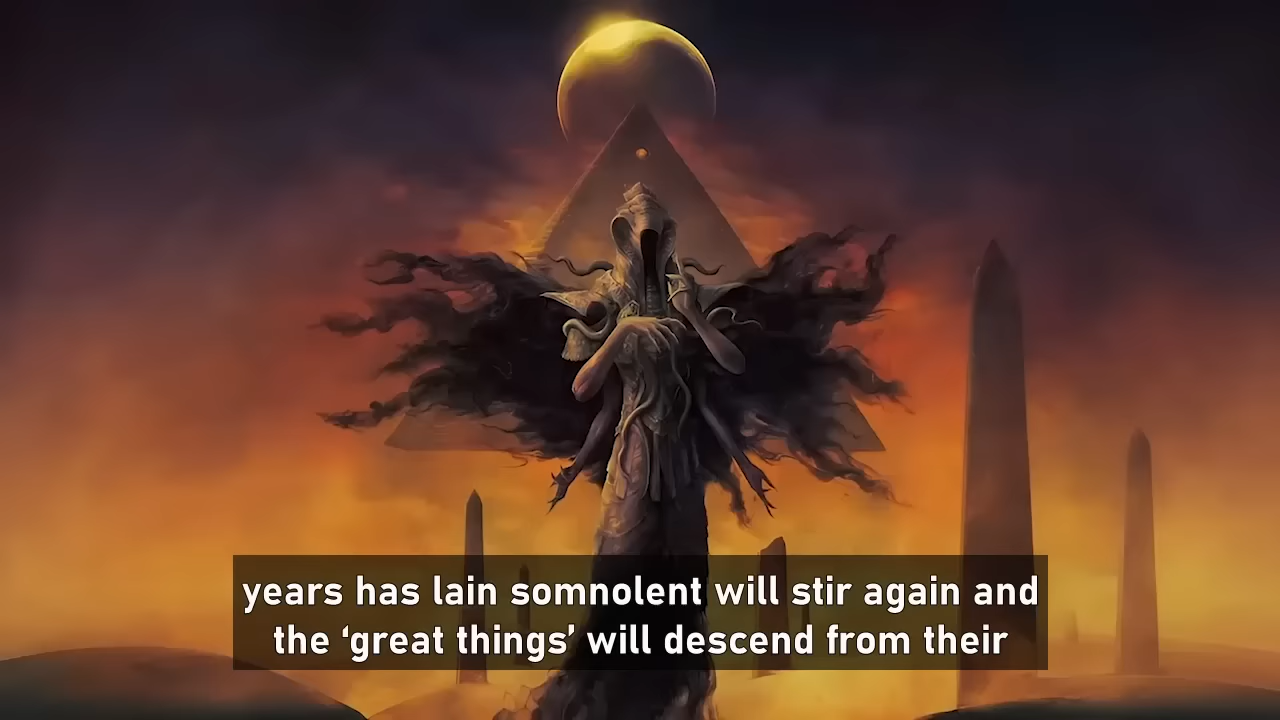 years has lain somnolent will stir again and
the ‘great things’ will descend from their